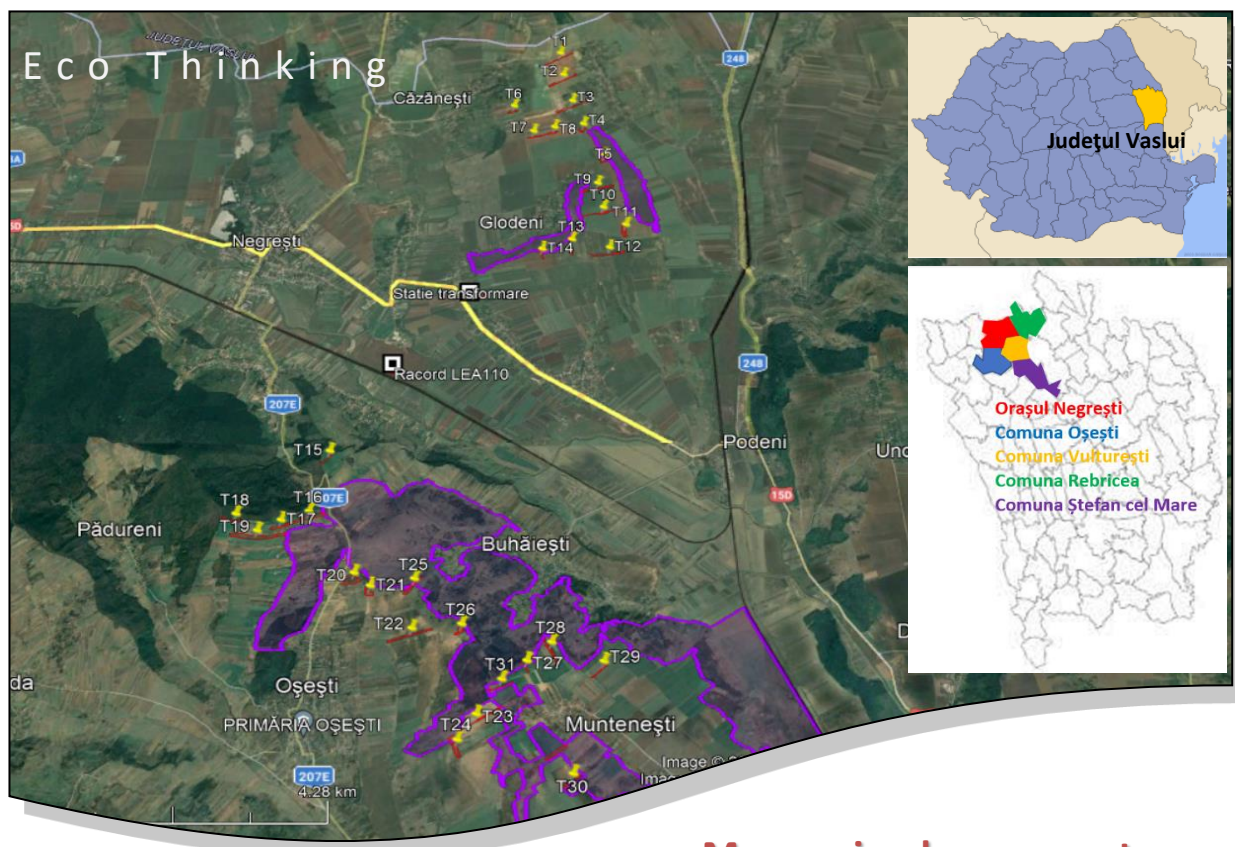 Eco Thinking
JUDEȚUL VASLUI
T1
T2
248
Căzănești
T6
T3
T4
T7
T8
T5
T9
T10
T11
Glodeni
T13
T14
T12
Negrești
Statie transformare
Racord LEA110
248
207E
Podeni
T15
15D
T18
T16
07E
T19
T17
Pădureni
Buhăiești
T20
T21
T25
T22
T26
T28
T27
T29
T31
Oșești
T24
T23
PRIMĂRIA OȘEȘTI
Muntenești
207E
T30
4.28 km
Județul Vaslui
Orașul Negrești
Comuna Oșești
Comuna Vulturești
Comuna Rebricea
Comuna Ștefan cel Mare